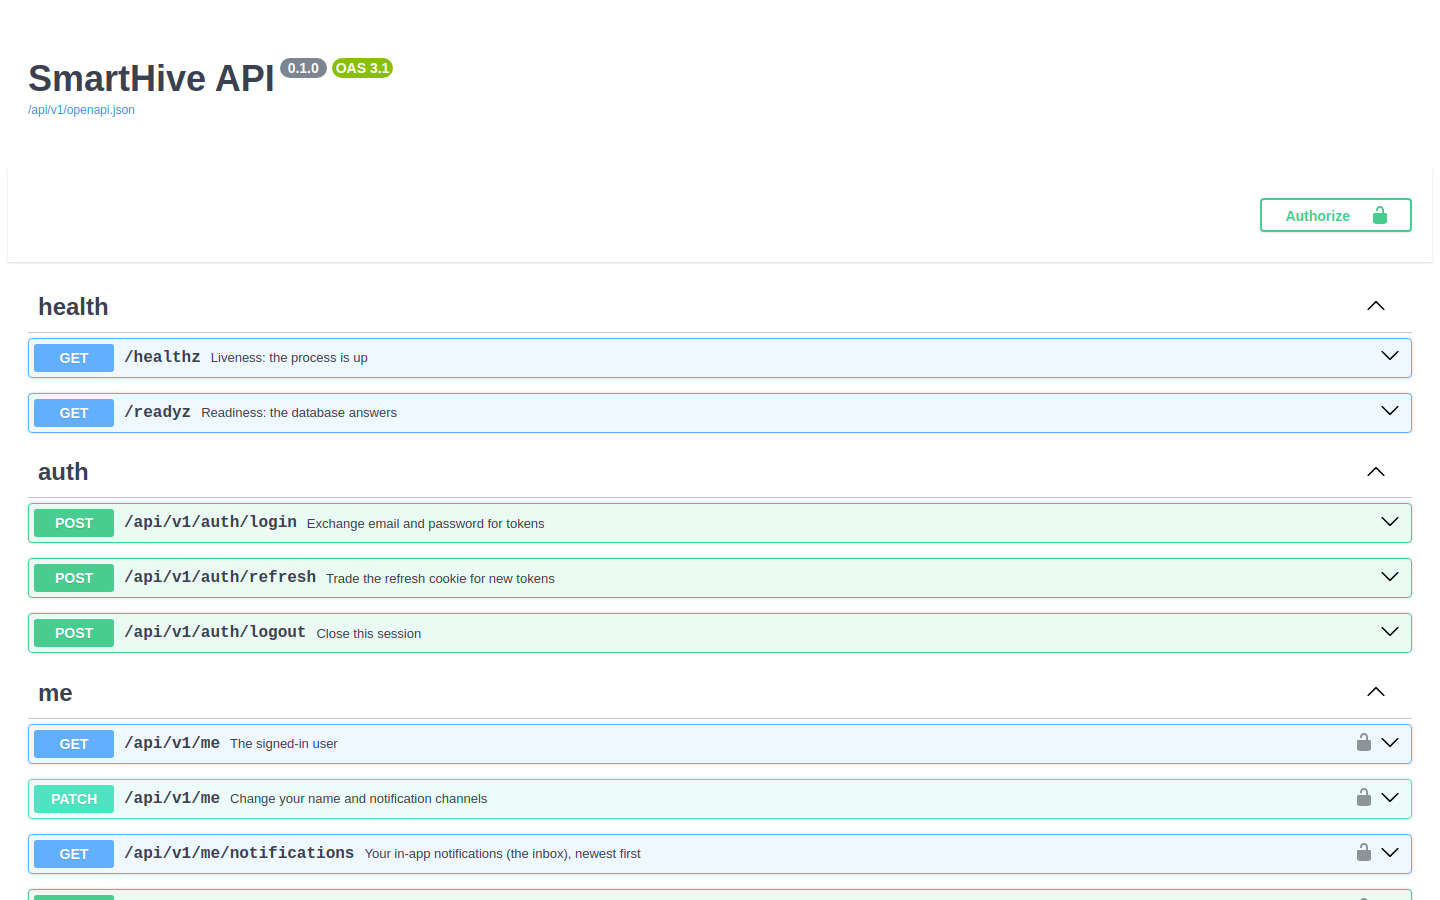 SmartHive API 0.1.0 OAS 3.1
/api/v1/openapi.json
Authorize
health
GET /healthz Liveness: the process is up
GET /readyz Readiness: the database answers
auth
POST /api/v1/auth/login Exchange email and password for tokens
POST /api/v1/auth/refresh Trade the refresh cookie for new tokens
POST /api/v1/auth/logout Close this session
me
GET /api/v1/me The signed-in user
PATCH /api/v1/me Change your name and notification channels
GET /api/v1/me/notifications Your in-app notifications (the inbox), newest first